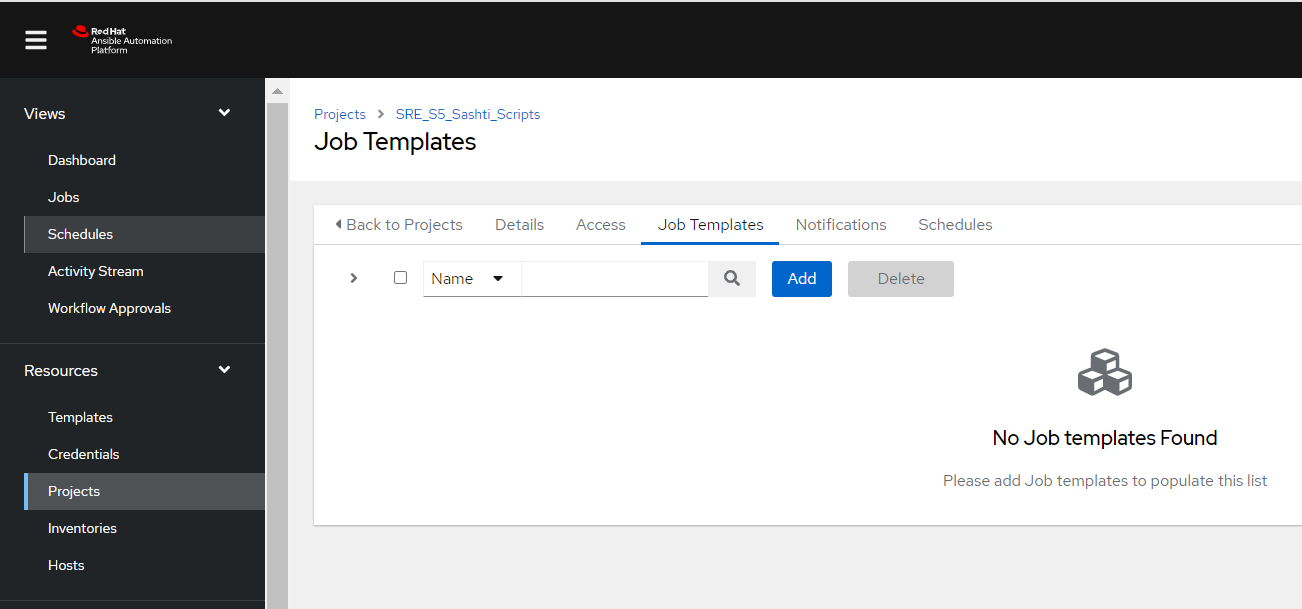 Red Hat
Ansible Automation
Platform
Views
Dashboard
Jobs
Schedules
Activity Stream
Workflow Approvals
Resources
Templates
Credentials
Projects
Inventories
Hosts
Projects > SRE_S5_Sashti_Scripts
Job Templates
Back to Projects Details Access Job Templates Notifications Schedules
Name Add Delete
No Job templates Found
Please add Job templates to populate this list